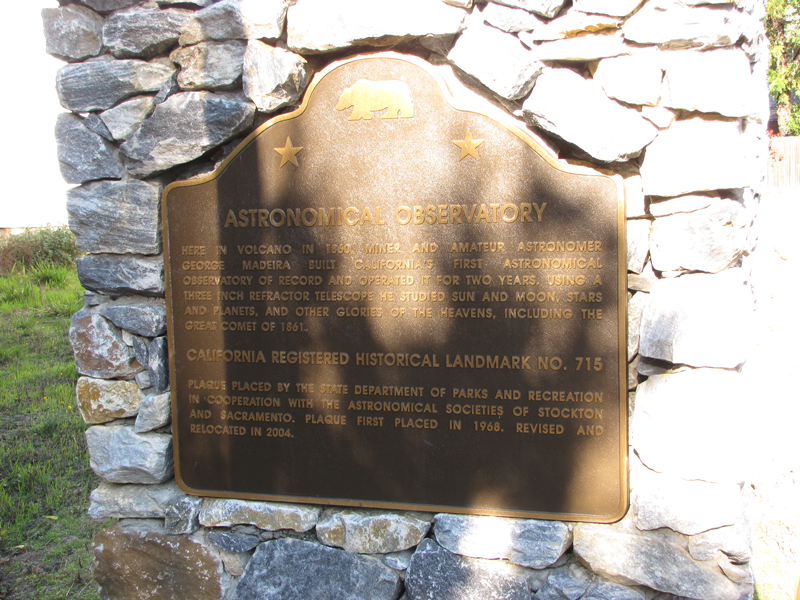 ASTRONOMICAL OBSERVATORY
HERE IN VOLCANO IN 1860, MINER AND AMATEUR ASTRONOMER
GEORGE MADEIRA BUILT CALIFORNIA'S FIRST ASTRONOMICAL
OBSERVATORY OF RECORD AND OPERATED IT FOR TWO YEARS. USING A
THREE INCH REFRACTOR TELESCOPE HE STUDIED SUN AND MOON, STARS
AND PLANETS, AND OTHER GLORIES OF THE HEAVENS, INCLUDING THE
GREAT COMET OF 1861.
CALIFORNIA REGISTERED HISTORICAL LANDMARK NO. 715
PLAQUE PLACED BY THE STATE DEPARTMENT OF PARKS AND RECREATION
IN COOPERATION WITH THE ASTRONOMICAL SOCIETIES OF STOCKTON
AND SACRAMENTO. PLAQUE FIRST PLACED IN 1968. REVISED AND
RELOCATED IN 2004.